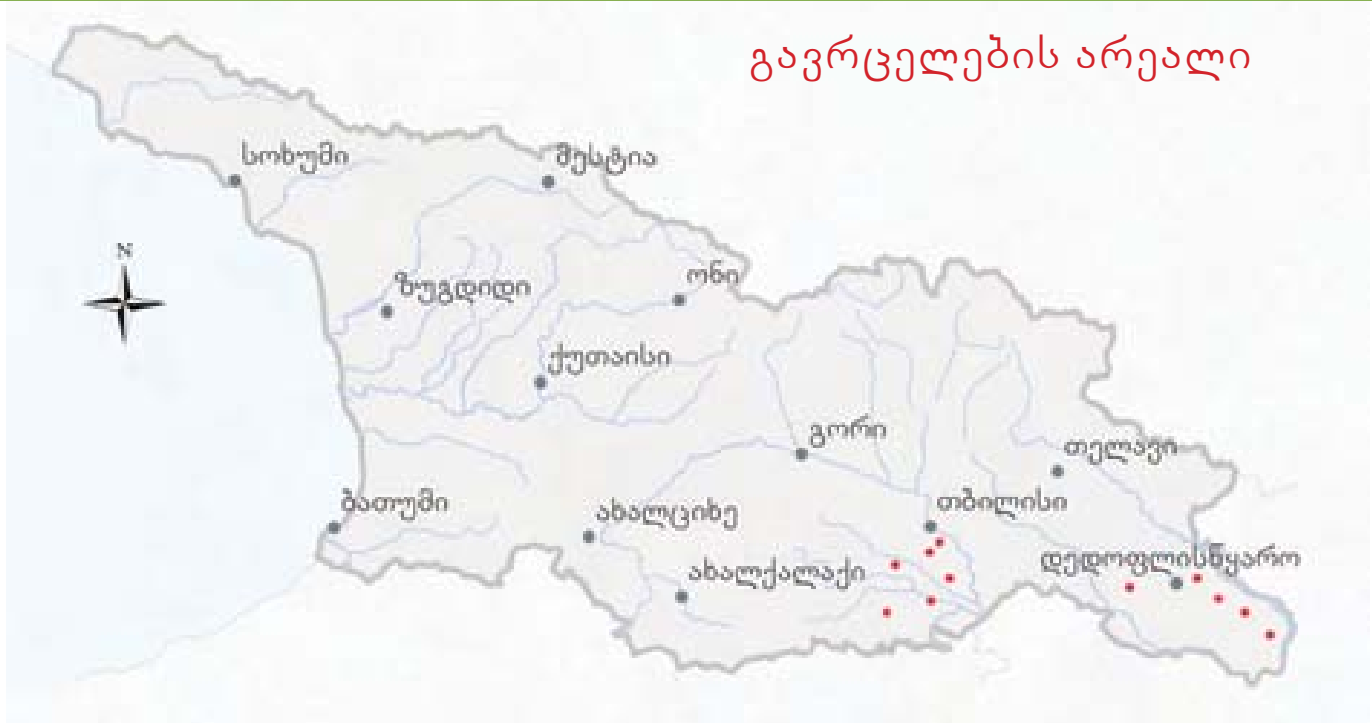 გავრცელების არეალი
სოხუმი
მესტია
N
ზუგდიდი
ონი
ქუთაისი
გორი
თელავი
ბათუმი
ახალციხე
თბილისი
ახალქალაქი
დედოფლისწყარო